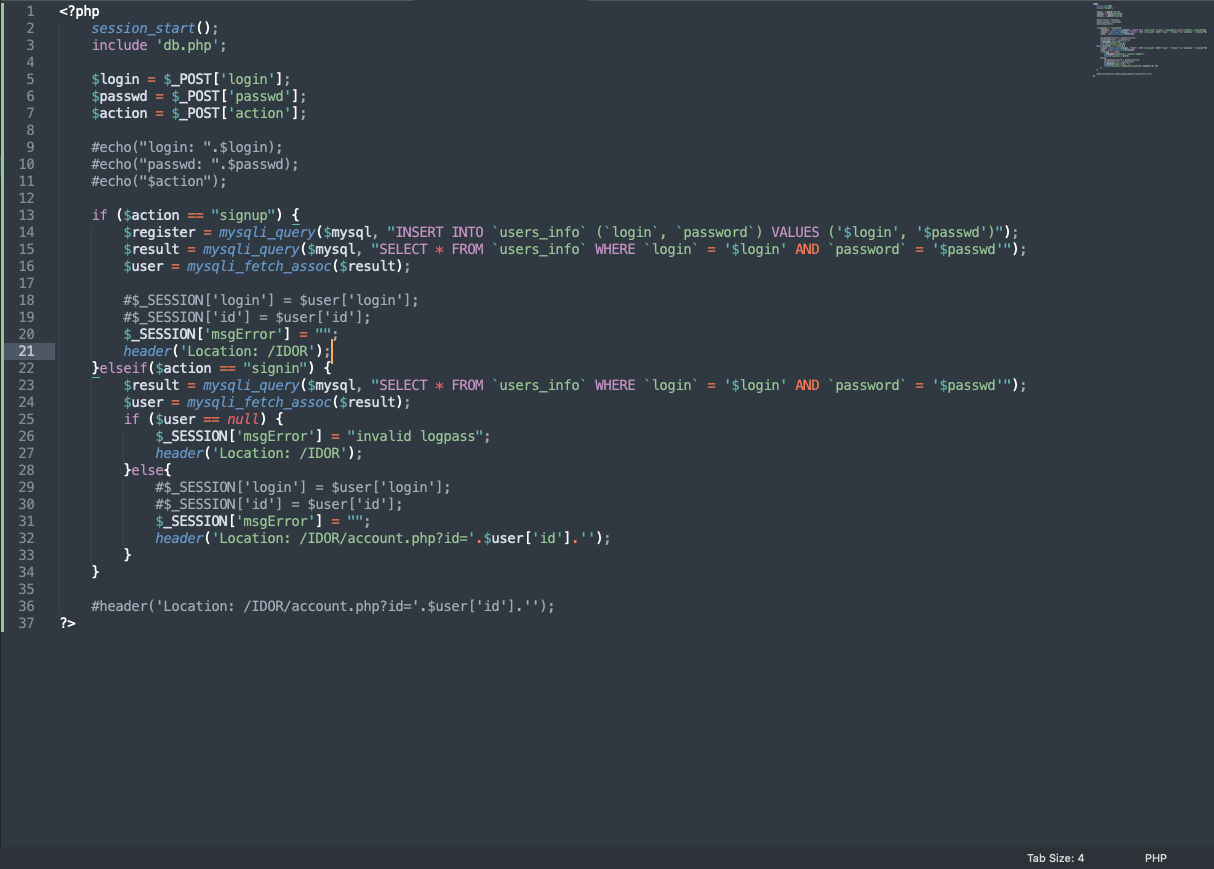 1 <?php
2 session_start();
3 include 'db.php';
4
5 $login = $_POST['login'];
6 $passwd = $_POST['passwd'];
7 $action = $_POST['action'];
8
9 #echo("login: ".$login);
10 #echo("passwd: ".$passwd);
11 #echo("$action");
12
13 if ($action == "signup") {
14 $register = mysqli_query($mysql, "INSERT INTO `users_info` (`login`, `password`) VALUES ('$login', '$passwd')");
15 $result = mysqli_query($mysql, "SELECT * FROM `users_info` WHERE `login` = '$login' AND `password` = '$passwd'");
16 $user = mysqli_fetch_assoc($result);
17
18 #$_SESSION['login'] = $user['login'];
19 #$_SESSION['id'] = $user['id'];
20 $_SESSION['msgError'] = "";
21 header('Location: /IDOR');
22 }elseif($action == "signin") {
23 $result = mysqli_query($mysql, "SELECT * FROM `users_info` WHERE `login` = '$login' AND `password` = '$passwd'");
24 $user = mysqli_fetch_assoc($result);
25 if ($user == null) {
26 $_SESSION['msgError'] = "invalid logpass";
27 header('Location: /IDOR');
28 }else{
29 #$_SESSION['login'] = $user['login'];
30 #$_SESSION['id'] = $user['id'];
31 $_SESSION['msgError'] = "";
32 header('Location: /IDOR/account.php?id='.$user['id'].'');
33 }
34 }
35
36 #header('Location: /IDOR/account.php?id='.$user['id'].'');
37 ?>
Tab Size: 4 PHP